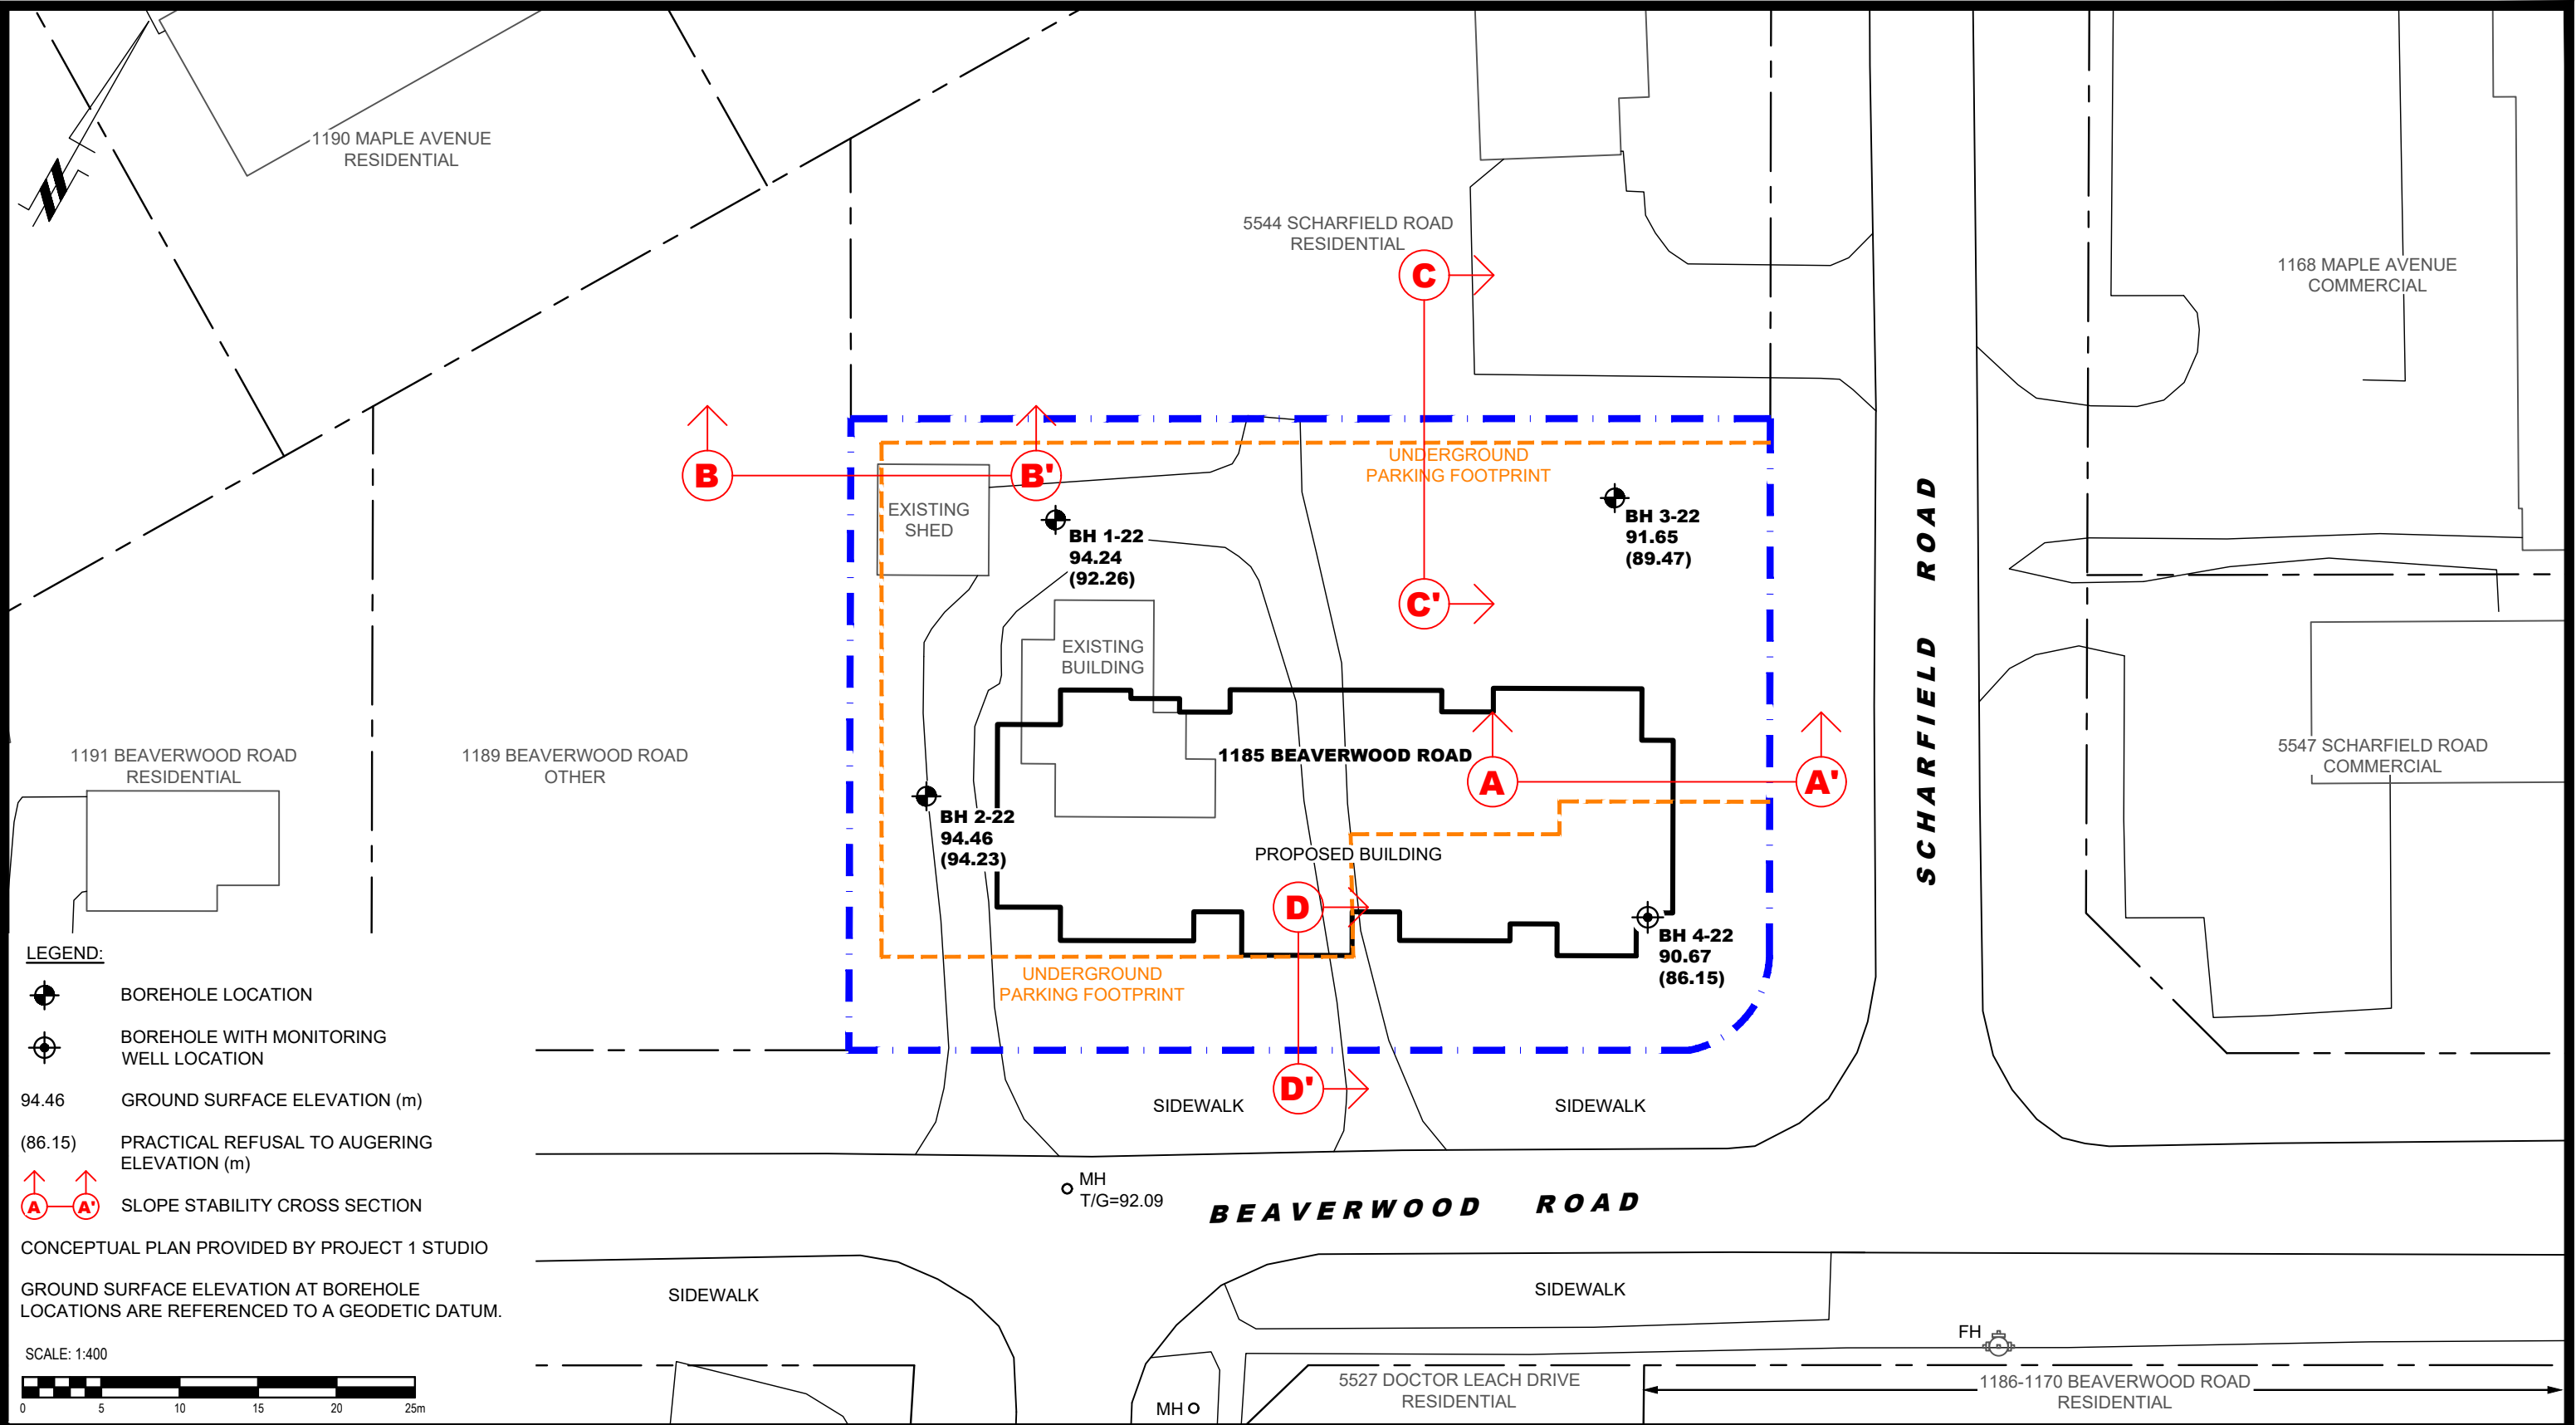 1190 MAPLE AVENUE
RESIDENTIAL
5544 SCHARFIELD ROAD
RESIDENTIAL
C
1168 MAPLE AVENUE
COMMERCIAL
B
B'
UNDERGROUND
PARKING FOOTPRINT
EXISTING
SHED
BH 1-22
94.24
(92.26)
BH 3-22
91.65
(89.47)
C'
EXISTING
BUILDING
SCHARFIELD ROAD
1191 BEAVERWOOD ROAD
RESIDENTIAL
1189 BEAVERWOOD ROAD
OTHER
1185 BEAVERWOOD ROAD
A
A'
5547 SCHARFIELD ROAD
COMMERCIAL
BH 2-22
94.46
(94.23)
PROPOSED BUILDING
D
BH 4-22
90.67
(86.15)
UNDERGROUND
PARKING FOOTPRINT
D'
SIDEWALK
SIDEWALK
MH
T/G=92.09
BEAVERWOOD ROAD
SIDEWALK
SIDEWALK
FH
MH
5527 DOCTOR LEACH DRIVE
RESIDENTIAL
1186-1170 BEAVERWOOD ROAD
RESIDENTIAL
LEGEND:
BOREHOLE LOCATION
BOREHOLE WITH MONITORING
WELL LOCATION
94.46 GROUND SURFACE ELEVATION (m)
(86.15) PRACTICAL REFUSAL TO AUGERING
ELEVATION (m)
A A' SLOPE STABILITY CROSS SECTION
CONCEPTUAL PLAN PROVIDED BY PROJECT 1 STUDIO
GROUND SURFACE ELEVATION AT BOREHOLE
LOCATIONS ARE REFERENCED TO A GEODETIC DATUM.
SCALE: 1:400
0 5 10 15 20 25m